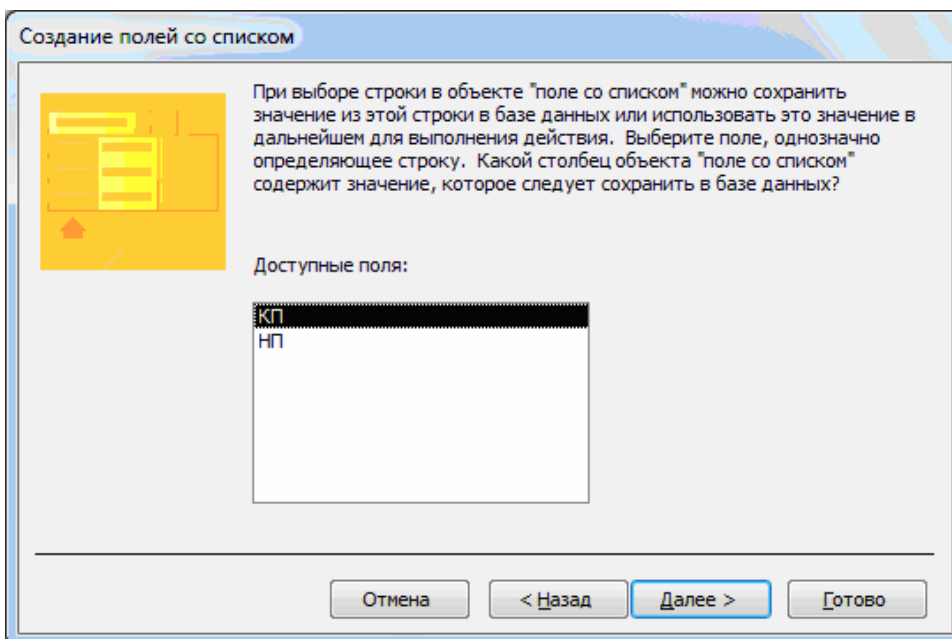 Создание полей со списком
При выборе строки в объекте "поле со списком" можно сохранить
значение из этой строки в базе данных или использовать это значение в
дальнейшем для выполнения действия.  Выберите поле, однозначно
определяющее строку.  Какой столбец объекта "поле со списком"
содержит значение, которое следует сохранить в базе данных?
Доступные поля:
КП
НП
Отмена
< Назад
Далее >
Готово